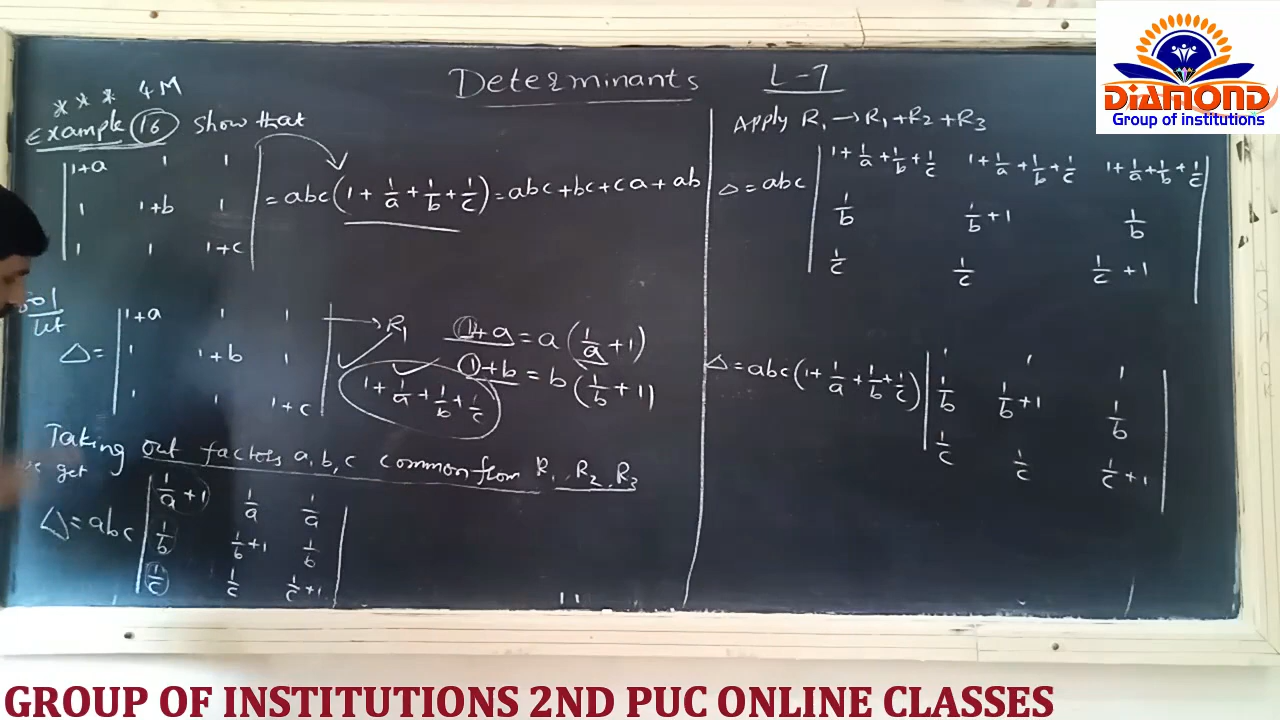 Determinants L-7
* * * 4M
Example 16 Show that
| 1+a 1 1 |
| 1 1+b 1 | = abc (1 + 1/a + 1/b + 1/c) = abc + bc + ca + ab
| 1 1 1+c |
Sol
let
| 1+a 1 1 | → R₁
Δ = | 1 1+b 1 |
| 1 1 1+c |
1 + 1/a + 1/b + 1/c
1+a = a (1/a + 1)
1+b = b (1/b + 1)
Taking out factors a, b, c common from R₁, R₂, R₃
we get
| 1/a + 1 1/a 1/a |
Δ = abc | 1/b 1/b + 1 1/b |
| 1/c 1/c 1/c + 1 |
Apply R₁ → R₁ + R₂ + R₃
| 1 + 1/a + 1/b + 1/c 1 + 1/a + 1/b + 1/c 1 + 1/a + 1/b + 1/c |
Δ = abc | 1/b 1/b + 1 1/b |
| 1/c 1/c 1/c + 1 |
| 1 1 1 |
Δ = abc (1 + 1/a + 1/b + 1/c) | 1/b 1/b + 1 1/b |
| 1/c 1/c 1/c + 1 |
DIAMOND
Group of institutions
GROUP OF INSTITUTIONS 2ND PUC ONLINE CLASSES